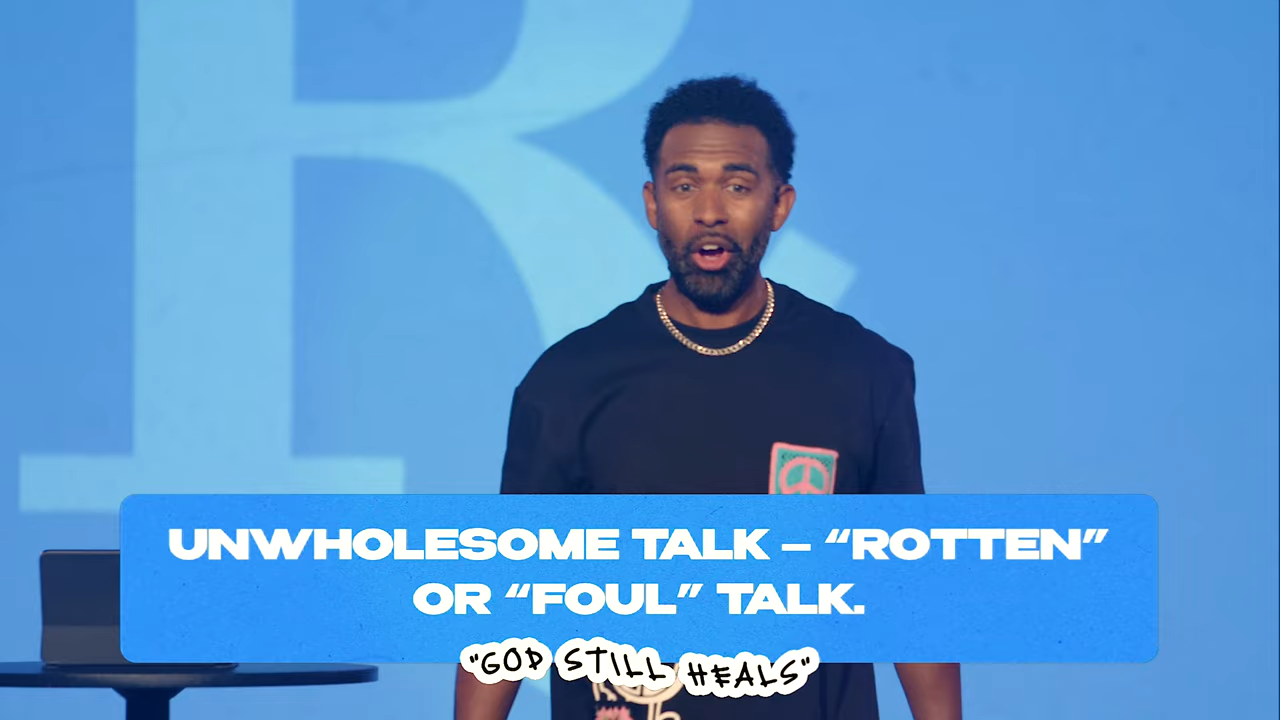 R
UNWHOLESOME TALK – “ROTTEN”
OR “FOUL” TALK.
"GOD STILL HEALS"